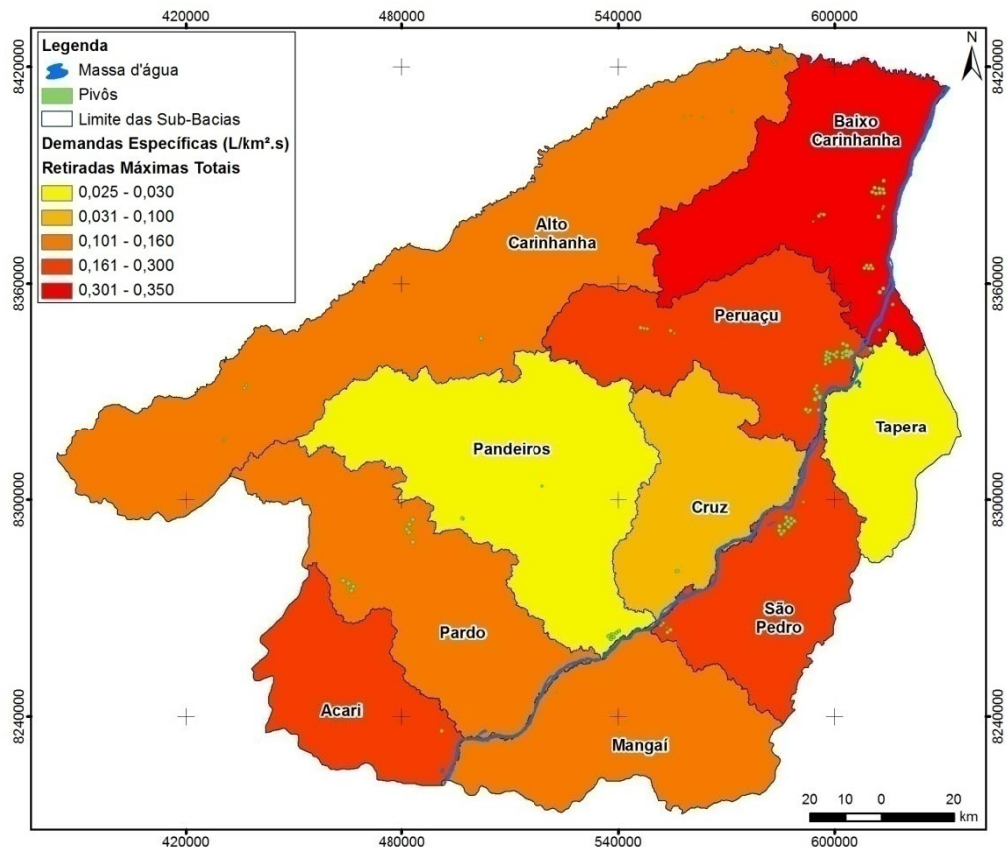 420000 480000 540000 600000
8420000
8360000
8300000
8240000
Legenda
Massa d'água
Pivôs
Limite das Sub-Bacias
Demandas Específicas (L/km².s)
Retiradas Máximas Totais
0,025 - 0,030
0,031 - 0,100
0,101 - 0,160
0,161 - 0,300
0,301 - 0,350
N
Baixo
Carinhanha
Alto
Carinhanha
Peruaçu
Tapera
Pandeiros
Cruz
São
Pedro
Pardo
Acari
Mangaí
20 10 0 20
km
8420000
8360000
8300000
8240000
420000 480000 540000 600000